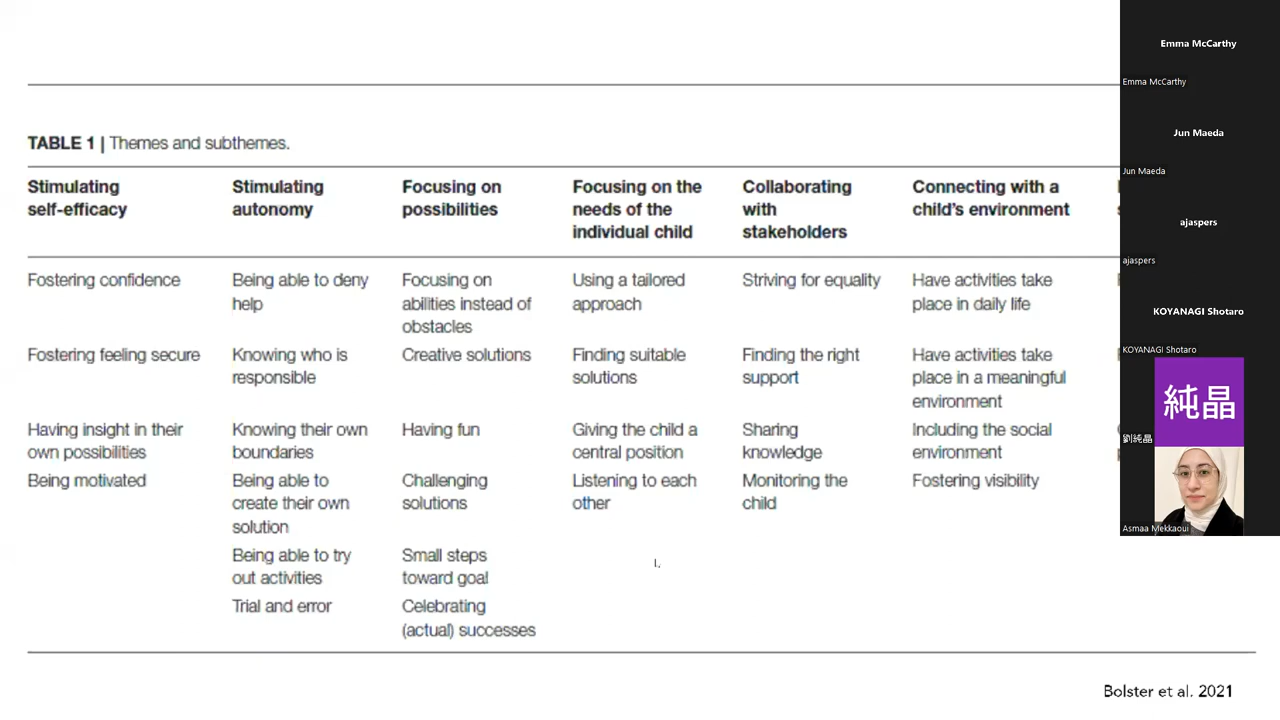 TABLE 1 | Themes and subthemes.
Stimulating
self-efficacy
Stimulating
autonomy
Focusing on
possibilities
Focusing on the
needs of the
individual child
Collaborating
with
stakeholders
Connecting with a
child's environment
Fostering confidence
Being able to deny
help
Focusing on
abilities instead of
obstacles
Using a tailored
approach
Striving for equality
Have activities take
place in daily life
Fostering feeling secure
Knowing who is
responsible
Creative solutions
Finding suitable
solutions
Finding the right
support
Have activities take
place in a meaningful
environment
Having insight in their
own possibilities
Knowing their own
boundaries
Having fun
Giving the child a
central position
Sharing
knowledge
Including the social
environment
Being motivated
Being able to
create their own
solution
Challenging
solutions
Listening to each
other
Monitoring the
child
Fostering visibility
Being able to try
out activities
Small steps
toward goal
Trial and error
Celebrating
(actual) successes
Bolster et al. 2021
Emma McCarthy
Emma McCarthy
Jun Maeda
Jun Maeda
ajaspers
ajaspers
KOYANAGI Shotaro
KOYANAGI Shotaro
純晶
劉純晶
Asmaa Mekkaoui